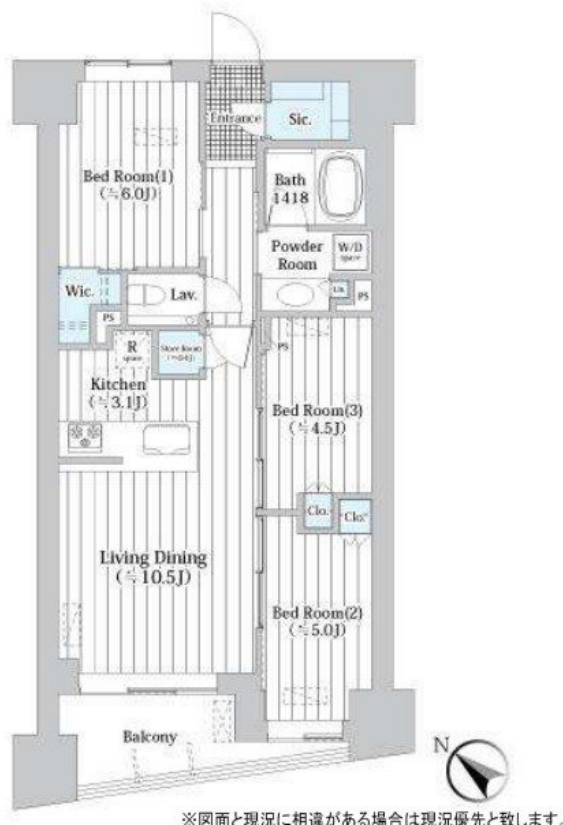 Entrance
Sic.
Bed Room(1)
(≒6.0J)
Bath
1418
Powder
Room
W/D
space
Wic.
Lav.
Lin.
PS
PS
R
space
Store Room
Kitchen
(≒3.1J)
PS
Bed Room(3)
(≒4.5J)
Clo.
Clo.
Living Dining
(≒10.5J)
Bed Room(2)
(≒5.0J)
Balcony
N
※図面と現況に相違がある場合は現況優先と致します。